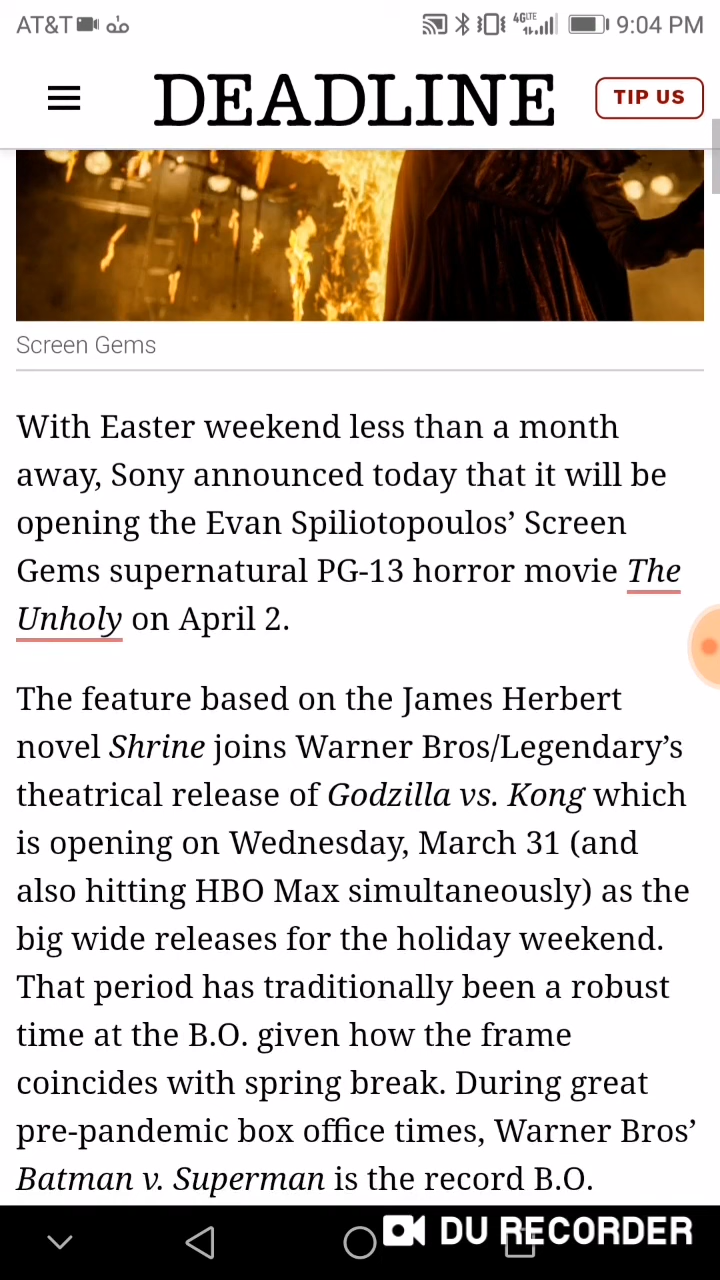 AT&T 4G LTE 9:04 PM
DEADLINE TIP US
Screen Gems
With Easter weekend less than a month
away, Sony announced today that it will be
opening the Evan Spiliotopoulos’ Screen
Gems supernatural PG-13 horror movie The
Unholy on April 2.
The feature based on the James Herbert
novel Shrine joins Warner Bros/Legendary’s
theatrical release of Godzilla vs. Kong which
is opening on Wednesday, March 31 (and
also hitting HBO Max simultaneously) as the
big wide releases for the holiday weekend.
That period has traditionally been a robust
time at the B.O. given how the frame
coincides with spring break. During great
pre-pandemic box office times, Warner Bros’
Batman v. Superman is the record B.O.
DU RECORDER